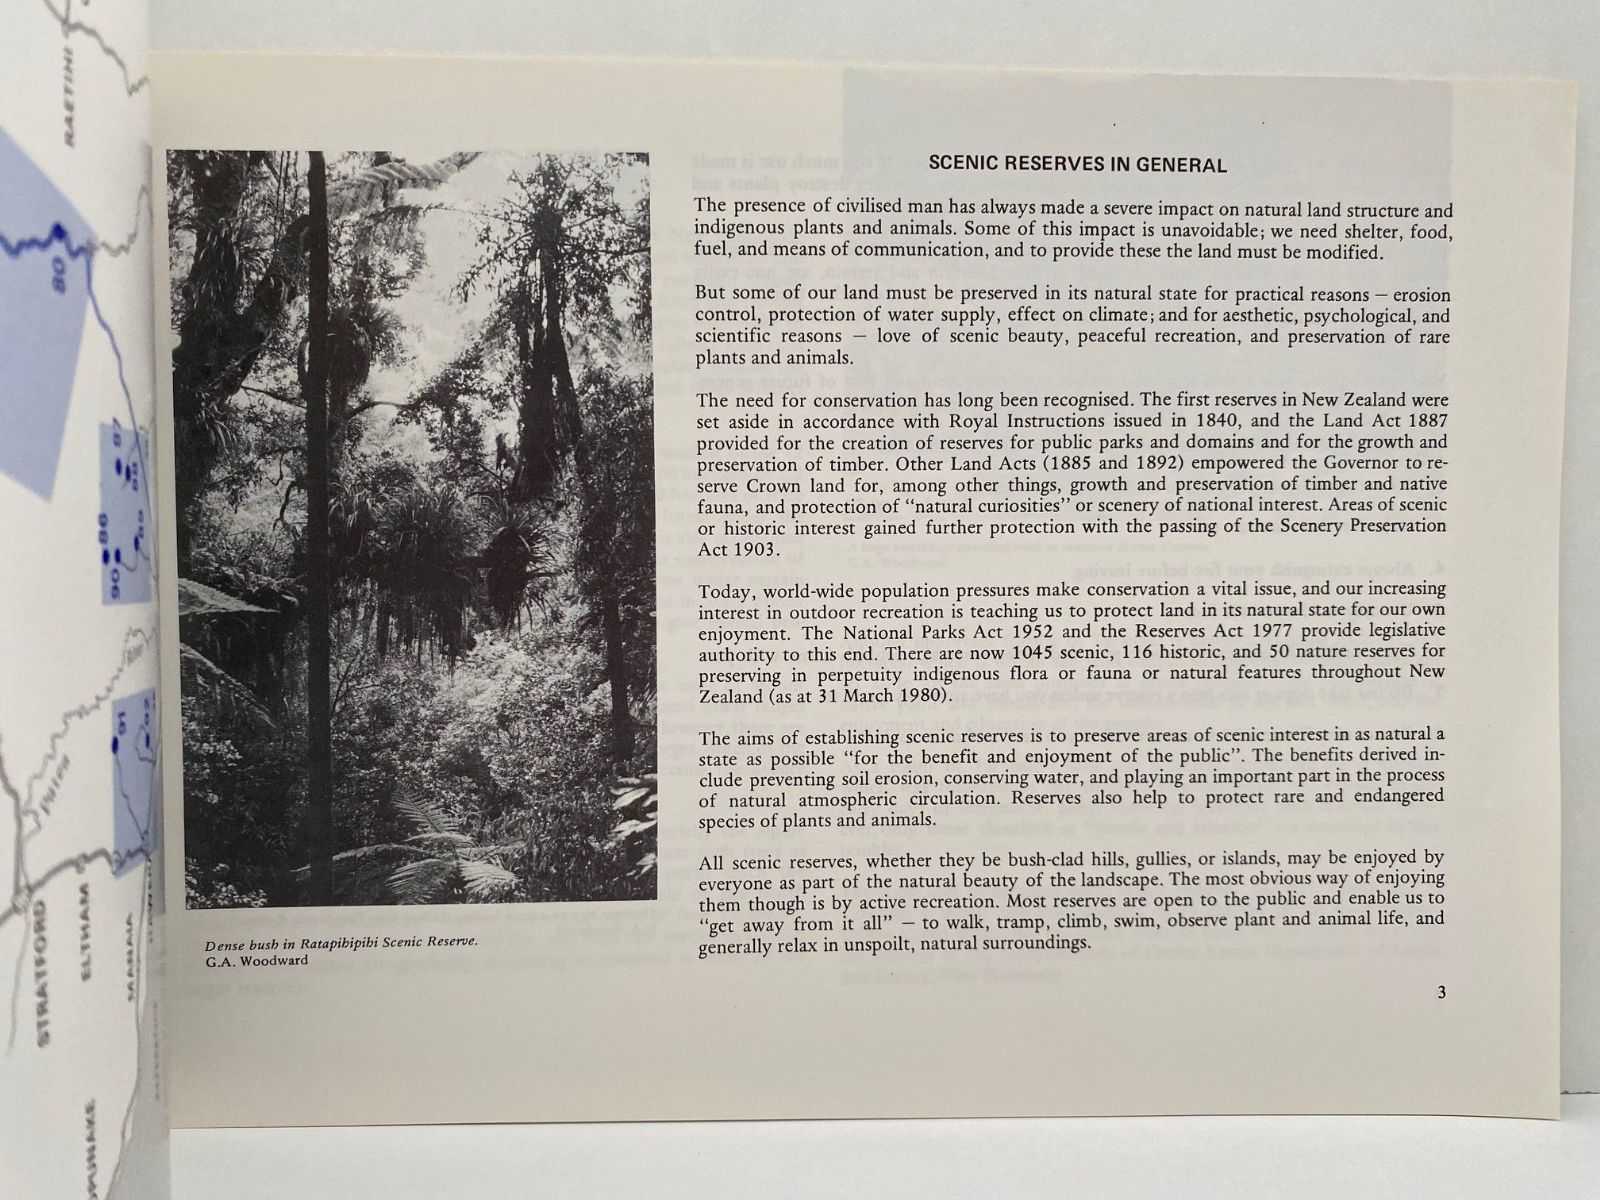 RAETIHI
80
87
88
86
89
90
91
92
Patea
STRATFORD
ELTHAM
MANAIA
SCENIC RESERVES IN GENERAL
The presence of civilised man has always made a severe impact on natural land structure and
indigenous plants and animals. Some of this impact is unavoidable; we need shelter, food,
fuel, and means of communication, and to provide these the land must be modified.
But some of our land must be preserved in its natural state for practical reasons — erosion
control, protection of water supply, effect on climate; and for aesthetic, psychological, and
scientific reasons — love of scenic beauty, peaceful recreation, and preservation of rare
plants and animals.
The need for conservation has long been recognised. The first reserves in New Zealand were
set aside in accordance with Royal Instructions issued in 1840, and the Land Act 1887
provided for the creation of reserves for public parks and domains and for the growth and
preservation of timber. Other Land Acts (1885 and 1892) empowered the Governor to re-
serve Crown land for, among other things, growth and preservation of timber and native
fauna, and protection of “natural curiosities” or scenery of national interest. Areas of scenic
or historic interest gained further protection with the passing of the Scenery Preservation
Act 1903.
Today, world-wide population pressures make conservation a vital issue, and our increasing
interest in outdoor recreation is teaching us to protect land in its natural state for our own
enjoyment. The National Parks Act 1952 and the Reserves Act 1977 provide legislative
authority to this end. There are now 1045 scenic, 116 historic, and 50 nature reserves for
preserving in perpetuity indigenous flora or fauna or natural features throughout New
Zealand (as at 31 March 1980).
The aims of establishing scenic reserves is to preserve areas of scenic interest in as natural a
state as possible “for the benefit and enjoyment of the public”. The benefits derived in-
clude preventing soil erosion, conserving water, and playing an important part in the process
of natural atmospheric circulation. Reserves also help to protect rare and endangered
species of plants and animals.
All scenic reserves, whether they be bush-clad hills, gullies, or islands, may be enjoyed by
everyone as part of the natural beauty of the landscape. The most obvious way of enjoying
them though is by active recreation. Most reserves are open to the public and enable us to
“get away from it all” — to walk, tramp, climb, swim, observe plant and animal life, and
generally relax in unspoilt, natural surroundings.
Dense bush in Ratapihipihi Scenic Reserve.
G.A. Woodward
3